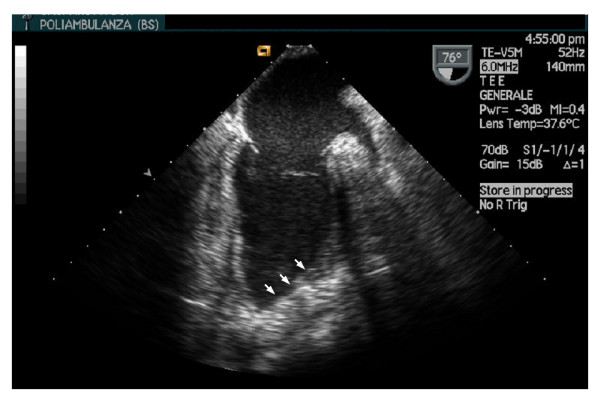 POLIAMBULANZA (BS)
4:55:00 pm
TE-V5M 52Hz
6.0MHz 140mm
TEE
GENERALE
Pwr= -3dB MI=0.4
Lens Temp=37.6°C
70dB S1/-1/1/4
Gain= 15dB Δ=1
Store in progress
No R Trig
76°